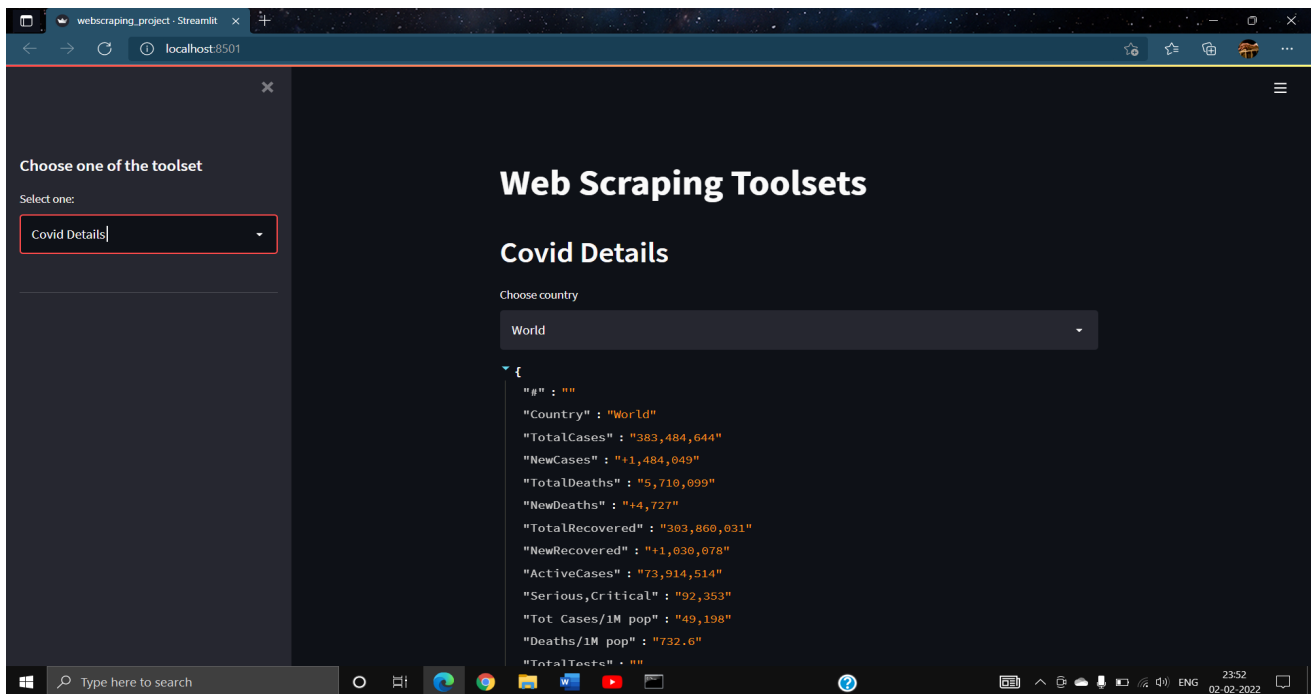 webscraping_project · Streamlit
localhost:8501
Choose one of the toolset
Select one:
Covid Details
Web Scraping Toolsets
Covid Details
Choose country
World
{
"#" : ""
"Country" : "World"
"TotalCases" : "383,484,644"
"NewCases" : "+1,484,049"
"TotalDeaths" : "5,710,099"
"NewDeaths" : "+4,727"
"TotalRecovered" : "303,860,031"
"NewRecovered" : "+1,030,078"
"ActiveCases" : "73,914,514"
"Serious,Critical" : "92,353"
"Tot Cases/1M pop" : "49,198"
"Deaths/1M pop" : "732.6"
"TotalTests" : ""
Type here to search
ENG
23:52
02-02-2022